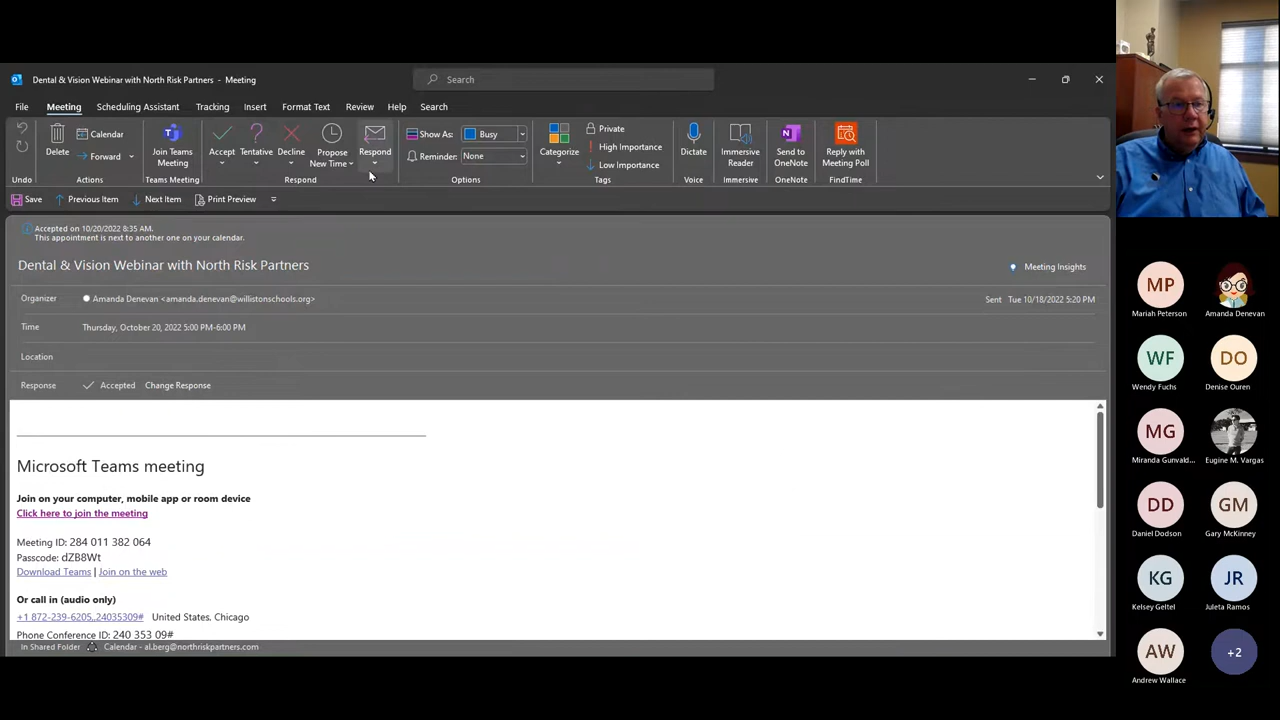 Dental & Vision Webinar with North Risk Partners - Meeting
Search
File Meeting Scheduling Assistant Tracking Insert Format Text Review Help Search
Delete
Calendar
Forward
Join Teams Meeting
Accept
Tentative
Decline
Propose New Time
Respond
Show As: Busy
Reminder: None
Categorize
Private
High Importance
Low Importance
Dictate
Immersive Reader
Send to OneNote
Reply with Meeting Poll
Undo Actions Teams Meeting Respond Options Tags Voice Immersive OneNote FindTime
Save Previous Item Next Item Print Preview
Accepted on 10/20/2022 8:35 AM.
This appointment is next to another one on your calendar.
Dental & Vision Webinar with North Risk Partners
Meeting Insights
Organizer Amanda Denevan <amanda.denevan@willistonschools.org>
Sent Tue 10/18/2022 5:20 PM
Time Thursday, October 20, 2022 5:00 PM-6:00 PM
Location
Response Accepted Change Response
Microsoft Teams meeting
Join on your computer, mobile app or room device
Click here to join the meeting
Meeting ID: 284 011 382 064
Passcode: dZB8Wt
Download Teams | Join on the web
Or call in (audio only)
+1 872-239-6205,,24035309# United States, Chicago
Phone Conference ID: 240 353 09#
In Shared Folder Calendar - al.berg@northriskpartners.com
MP
Mariah Peterson
Amanda Denevan
WF
Wendy Fuchs
DO
Denise Ouren
MG
Miranda Gunvald...
Eugine M. Vargas
DD
Daniel Dodson
GM
Gary McKinney
KG
Kelsey Geltel
JR
Juleta Ramos
AW
Andrew Wallace
+2